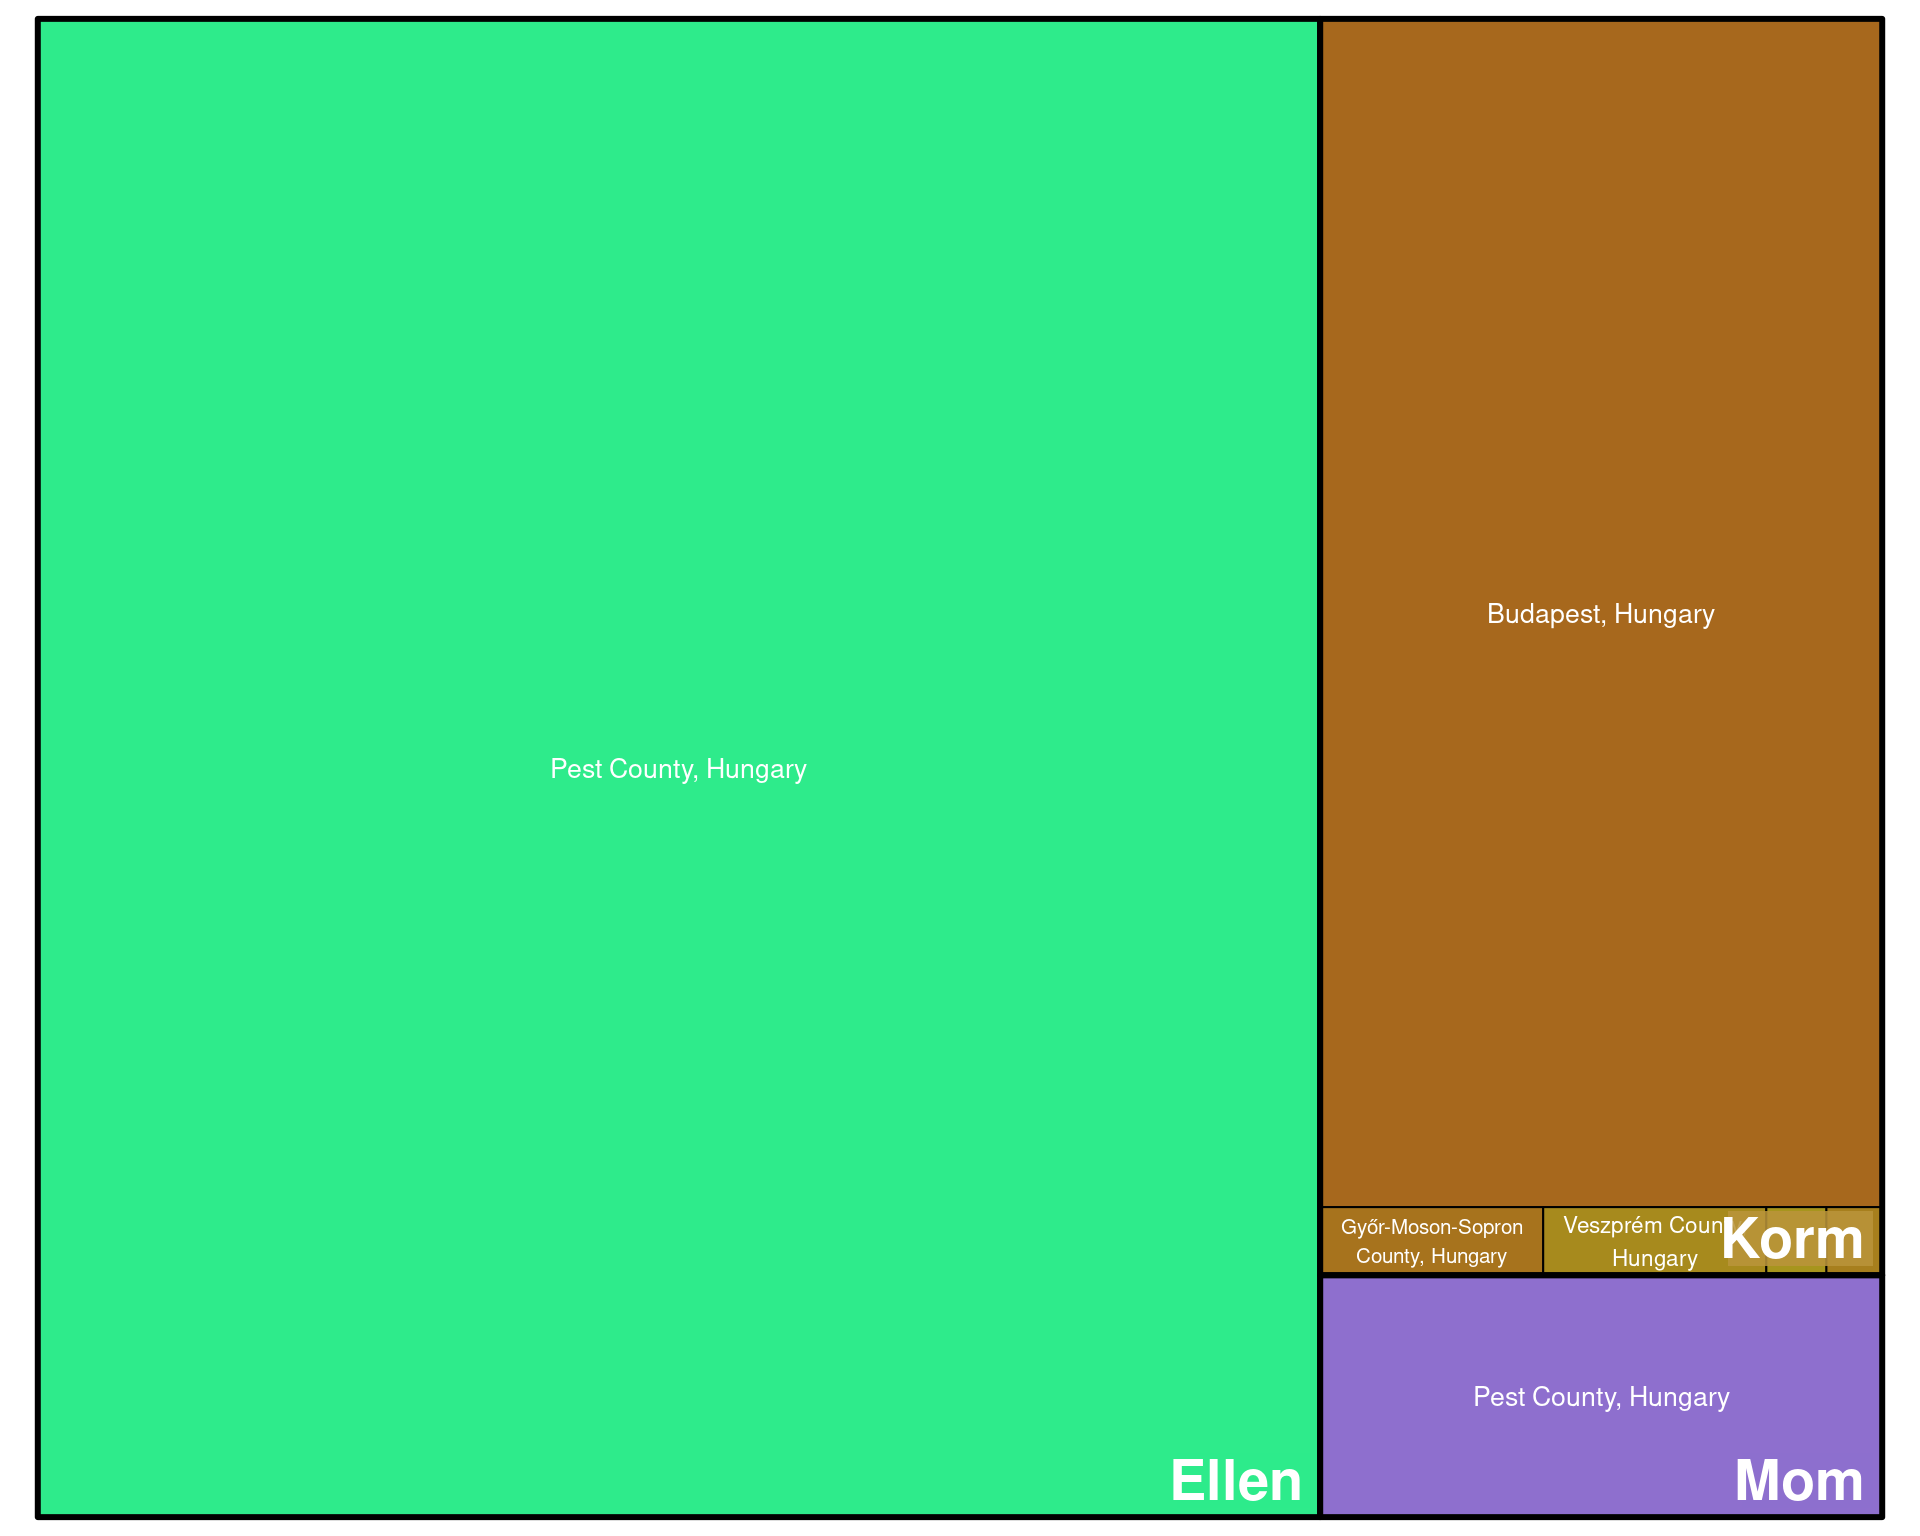 Pest County, Hungary
Ellen
Budapest, Hungary
Győr-Moson-Sopron
County, Hungary
Veszprém Coun
Hungary
Korm
Pest County, Hungary
Mom